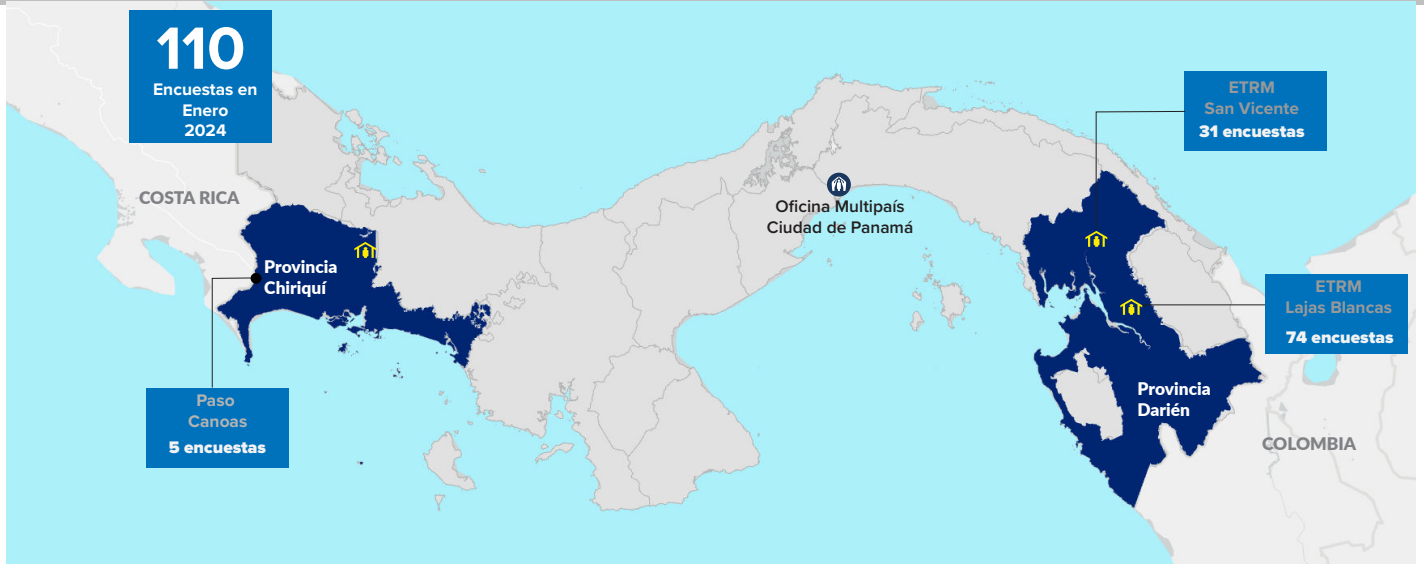 110
Encuestas en
Enero
2024
ETRM
San Vicente
31 encuestas
COSTA RICA
Oficina Multipaís
Ciudad de Panamá
Provincia
Chiriquí
ETRM
Lajas Blancas
74 encuestas
Paso
Canoas
5 encuestas
Provincia
Darién
COLOMBIA